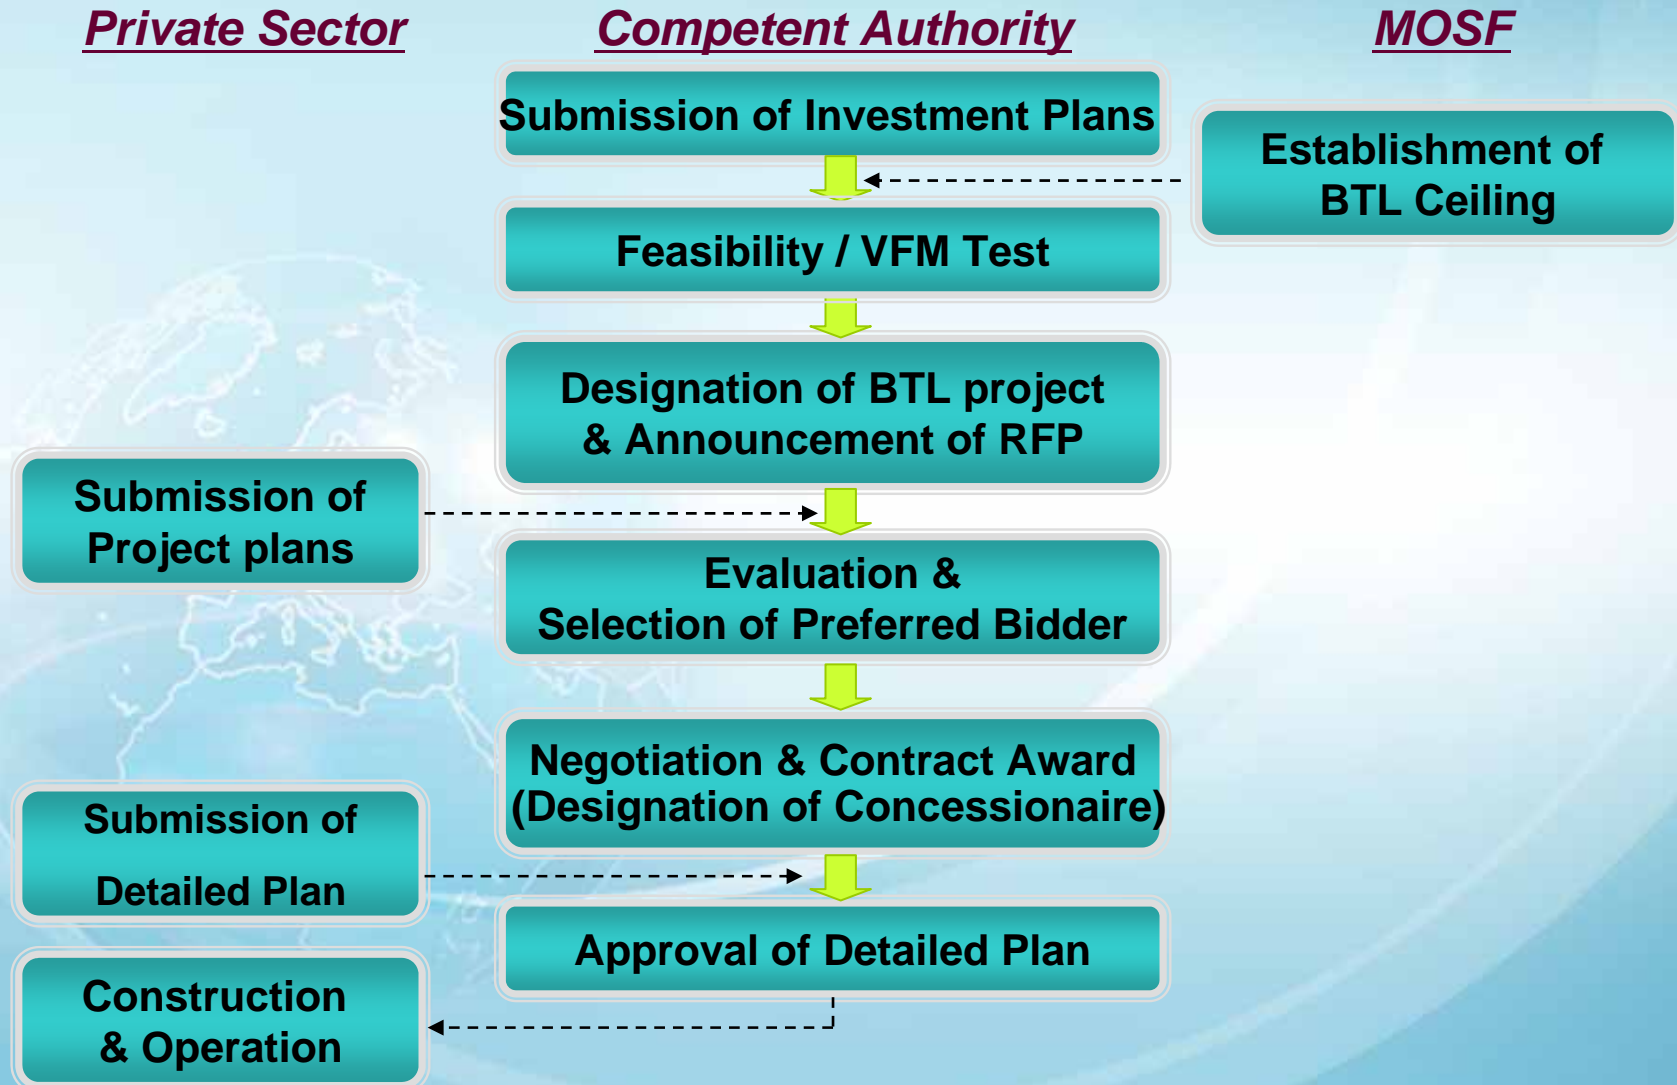 Private Sector
Competent Authority
MOSF
Submission of Investment Plans
Establishment of
BTL Ceiling
Feasibility / VFM Test
Designation of BTL project
& Announcement of RFP
Submission of
Project plans
Evaluation &
Selection of Preferred Bidder
Negotiation & Contract Award
(Designation of Concessionaire)
Submission of
Detailed Plan
Approval of Detailed Plan
Construction
& Operation